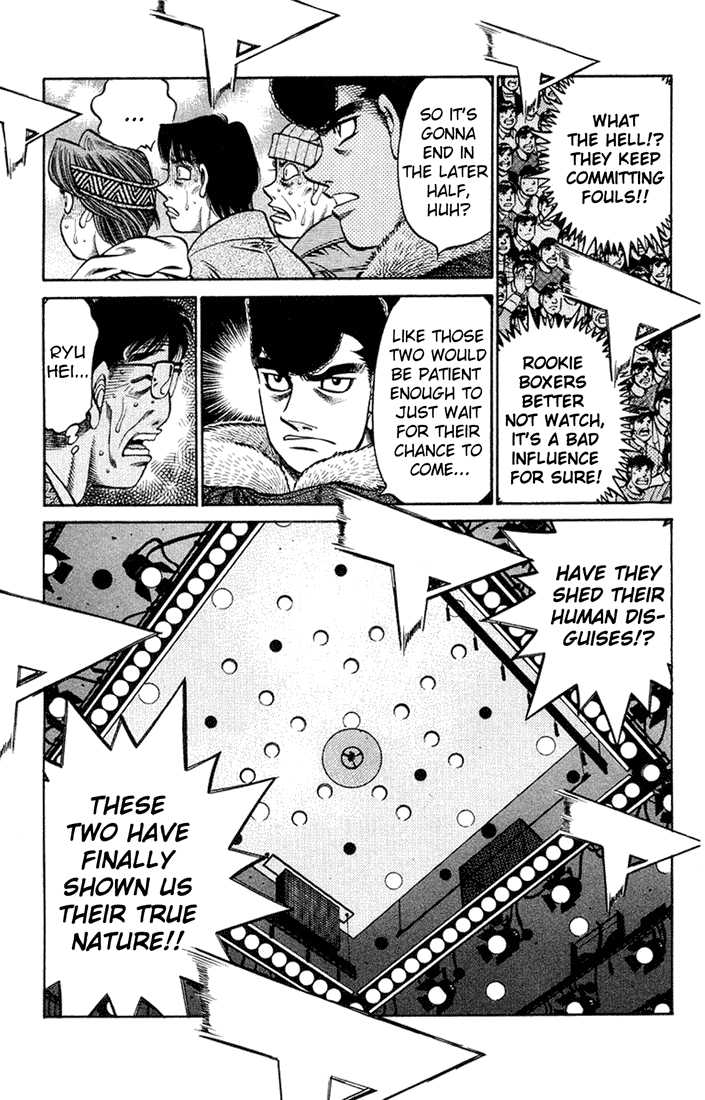 WHAT
THE HELL!?
THEY KEEP
COMMITTING
FOULS!!
SO IT'S
GONNA
END IN
THE LATER
HALF,
HUH?
...
ROOKIE
BOXERS
BETTER
NOT WATCH,
IT'S A BAD
INFLUENCE
FOR SURE!
LIKE THOSE
TWO WOULD
BE PATIENT
ENOUGH TO
JUST WAIT
FOR THEIR
CHANCE TO
COME...
RYU
HEI...
HAVE THEY
SHED THEIR
HUMAN DIS-
GUISES!?
THESE
TWO HAVE
FINALLY
SHOWN US
THEIR TRUE
NATURE!!